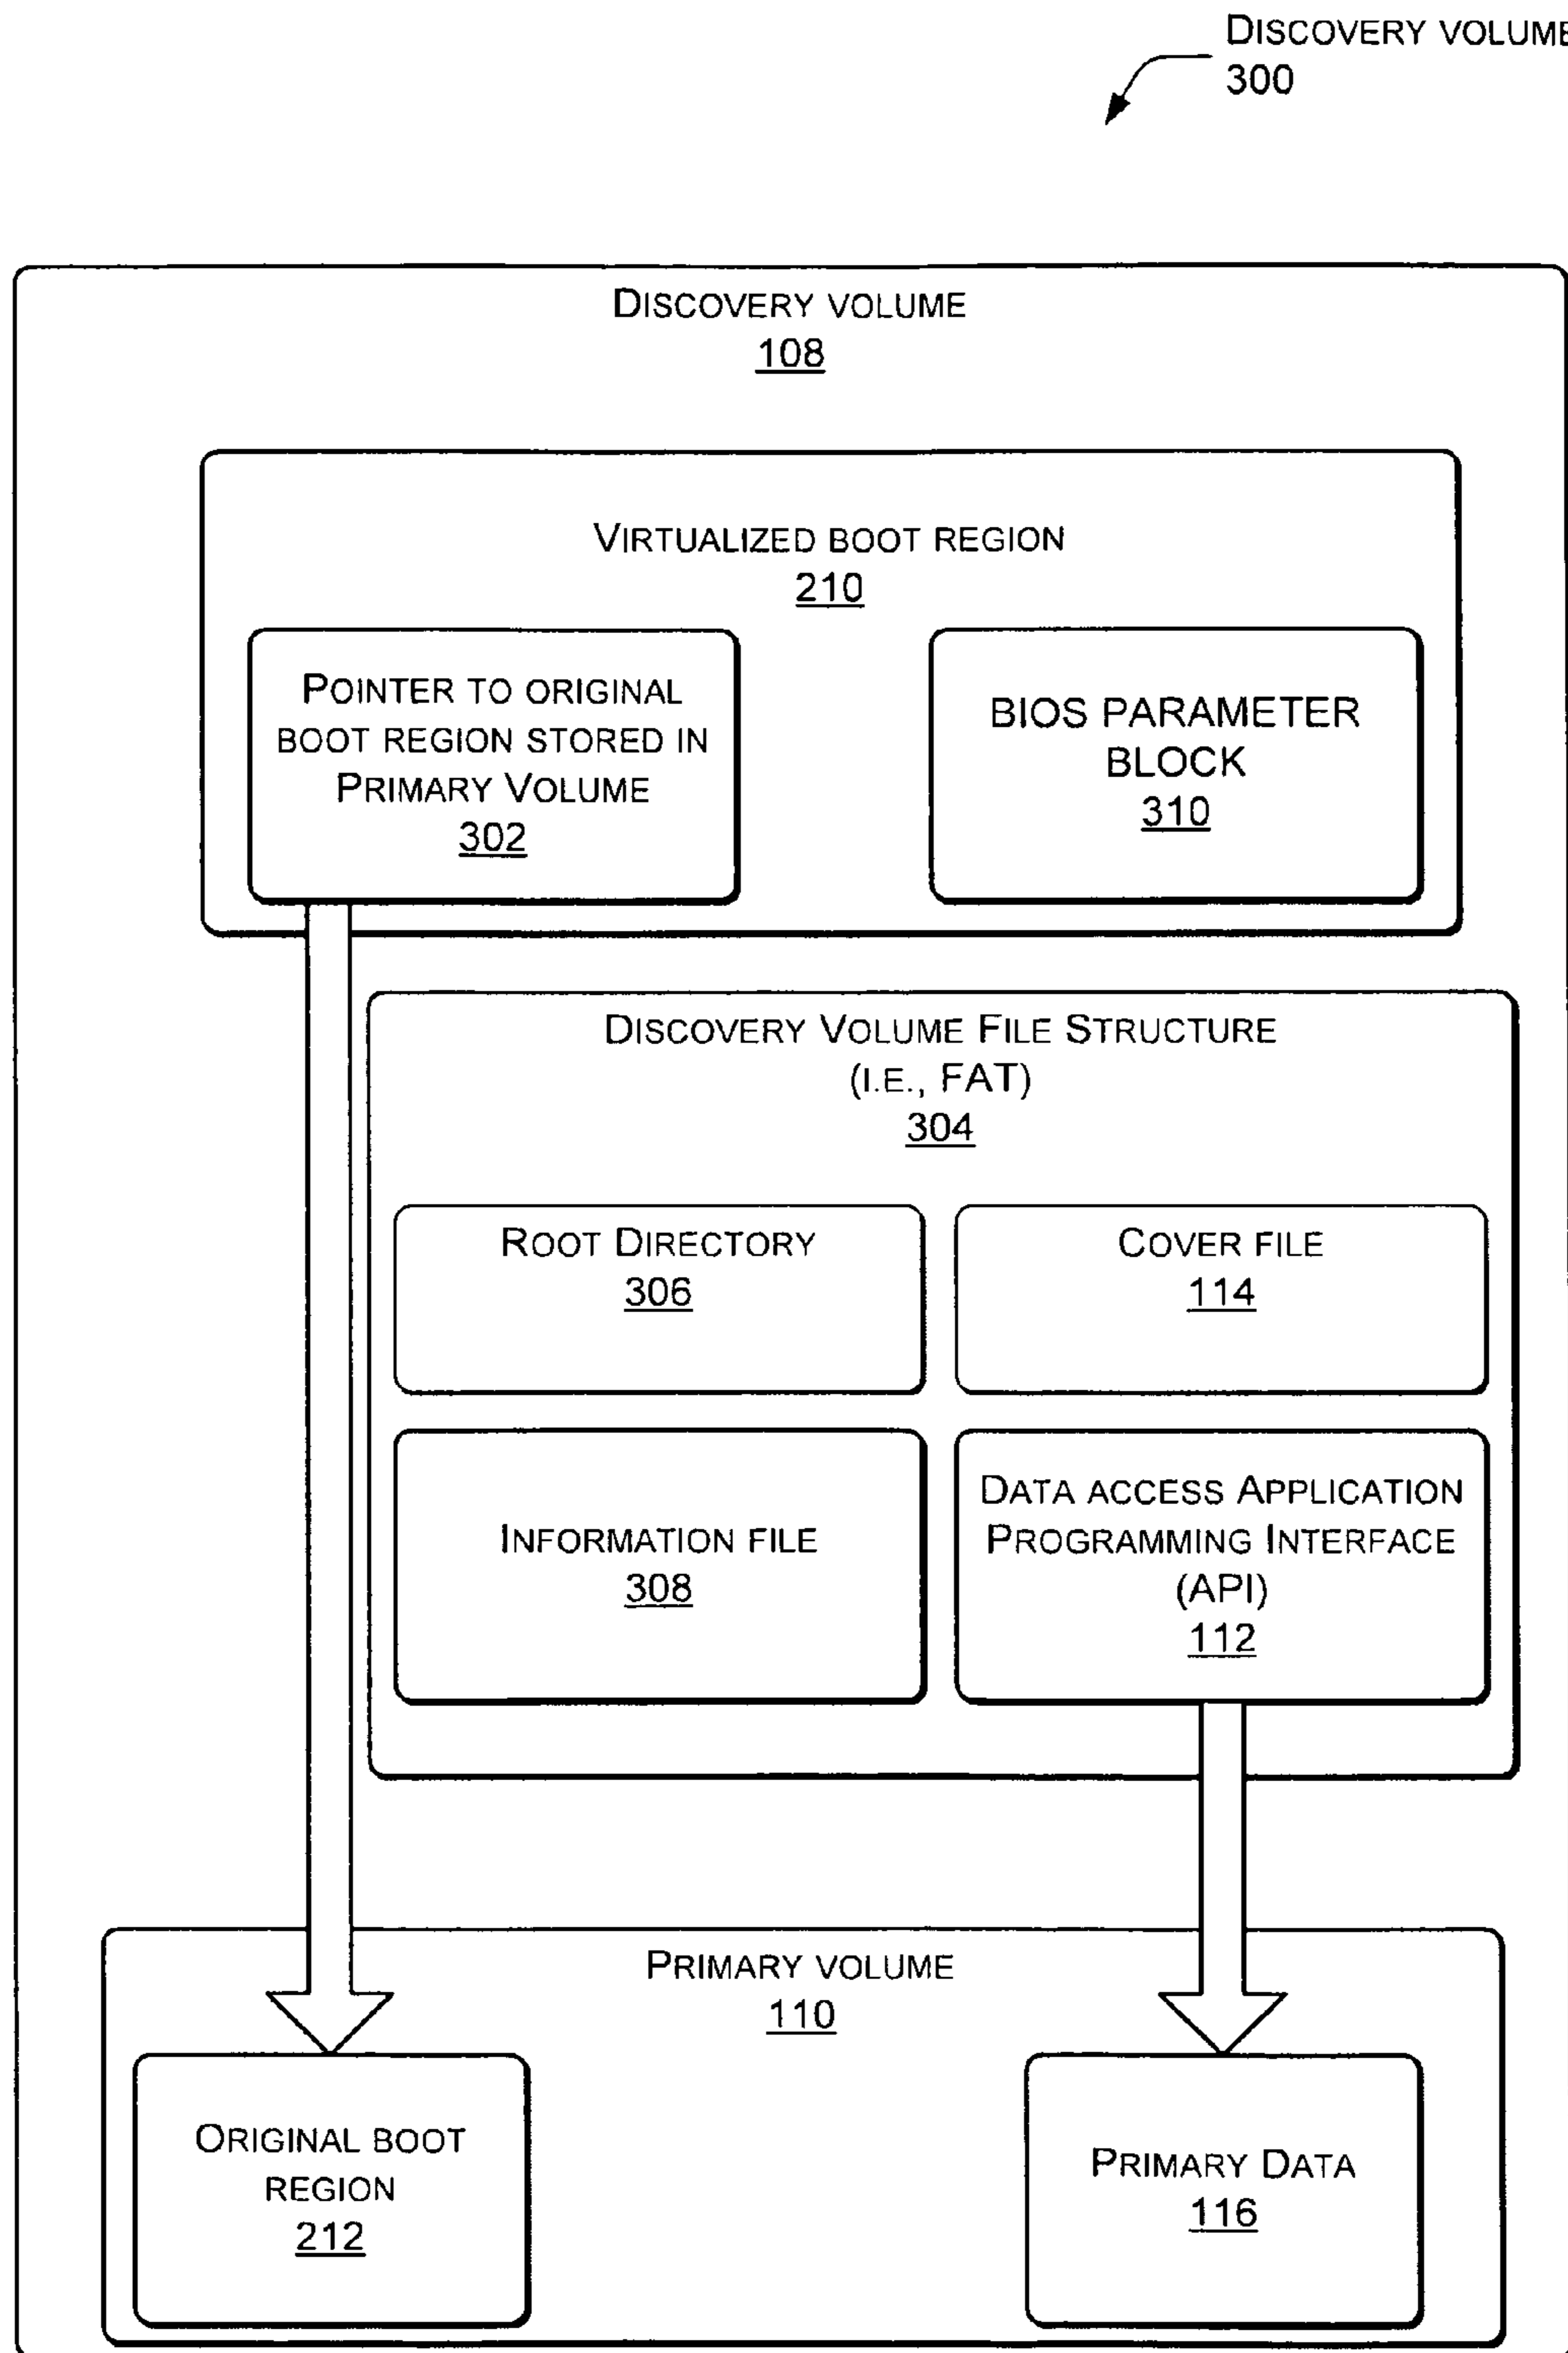 DISCOVERY VOLUME
300
DISCOVERY VOLUME
108
VIRTUALIZED BOOT REGION
210
POINTER TO ORIGINAL
BOOT REGION STORED IN
PRIMARY VOLUME
302
BIOS PARAMETER
BLOCK
310
DISCOVERY VOLUME FILE STRUCTURE
(I.E., FAT)
304
ROOT DIRECTORY
306
COVER FILE
114
INFORMATION FILE
308
DATA ACCESS APPLICATION
PROGRAMMING INTERFACE
(API)
112
PRIMARY VOLUME
110
ORIGINAL BOOT
REGION
212
PRIMARY DATA
116